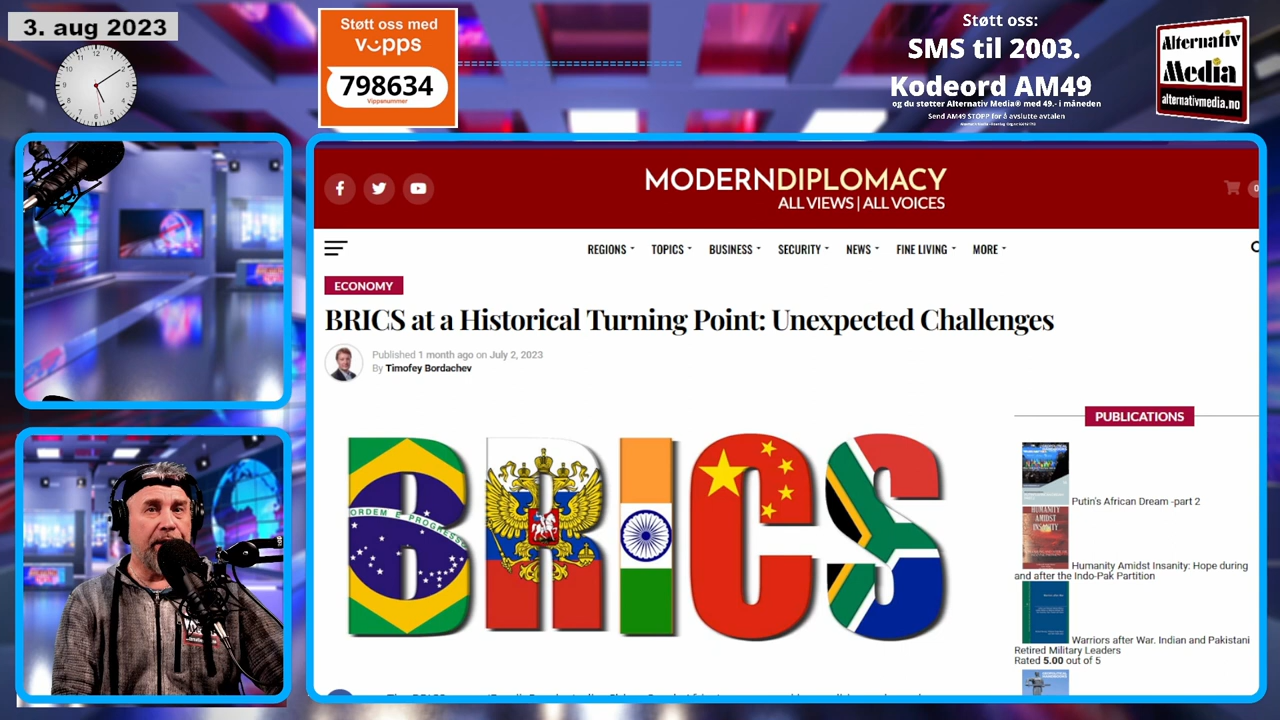 3. aug 2023
Støtt oss med
vipps
798634
Vippsnummer
Støtt oss:
SMS til 2003.
Kodeord AM49
og du støtter Alternativ Media® med 49.- i måneden
Send AM49 STOPP for å avslutte avtalen
Alternativ
Media
alternativmedia.no
MODERNDIPLOMACY
ALL VIEWS | ALL VOICES
0
REGIONS TOPICS BUSINESS SECURITY NEWS FINE LIVING MORE
ECONOMY
BRICS at a Historical Turning Point: Unexpected Challenges
Published 1 month ago on July 2, 2023
By Timofey Bordachev
PUBLICATIONS
BRICS
ORDEM E PROGRESSO
Putin's African Dream -part 2
HUMANITY
AMIDST
INSANITY
Humanity Amidst Insanity: Hope during
and after the Indo-Pak Partition
Warriors after War. Indian and Pakistani
Retired Military Leaders
Rated 5.00 out of 5